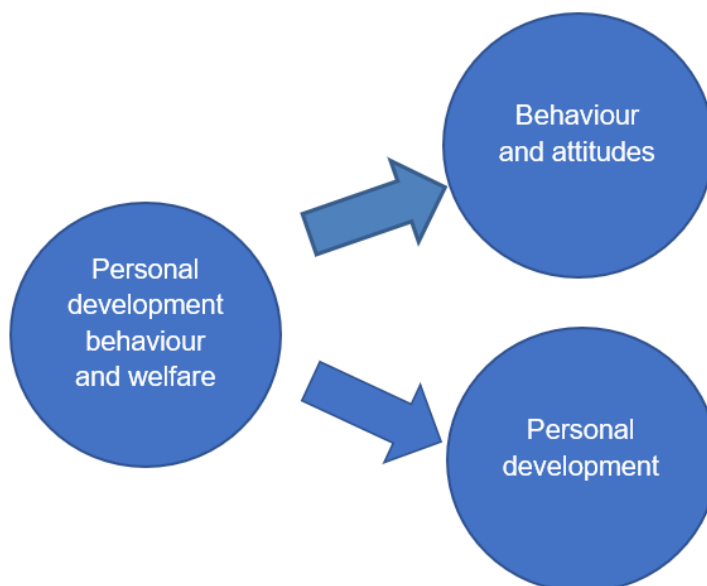 Behaviour
and attitudes
Personal
development
behaviour
and welfare
Personal
development